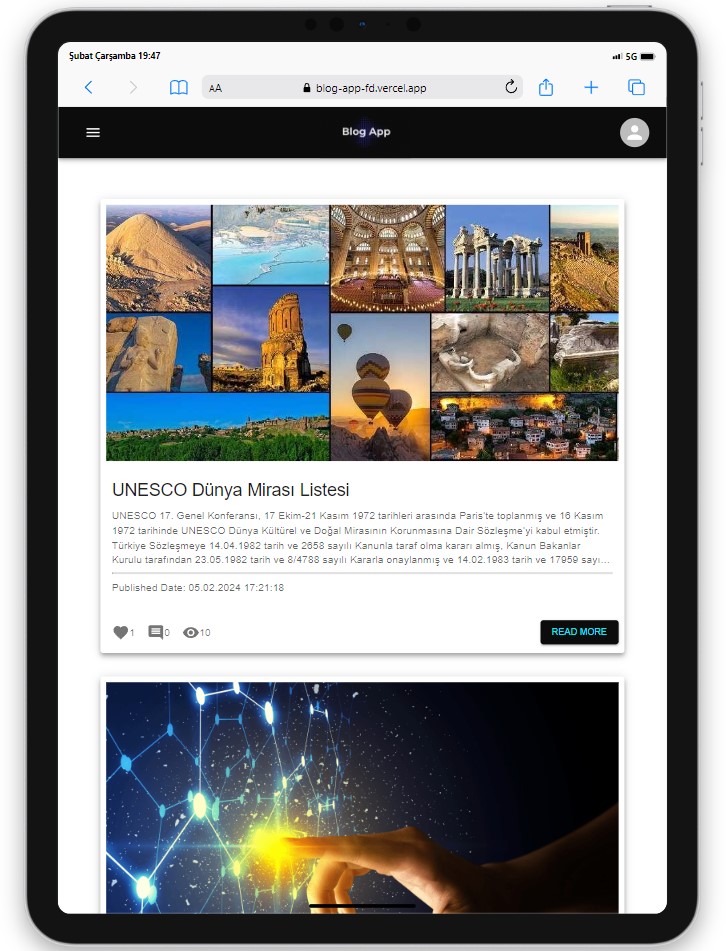 Şubat Çarşamba 19:47
5G
AA
blog-app-fd.vercel.app
Blog App
UNESCO Dünya Mirası Listesi
UNESCO 17. Genel Konferansı, 17 Ekim-21 Kasım 1972 tarihleri arasında Paris'te toplanmış ve 16 Kasım
1972 tarihinde UNESCO Dünya Kültürel ve Doğal Mirasının Korunmasına Dair Sözleşme'yi kabul etmiştir.
Türkiye Sözleşmeye 14.04.1982 tarih ve 2658 sayılı Kanunla taraf olma kararı almış, Kanun Bakanlar
Kurulu tarafından 23.05.1982 tarih ve 8/4788 sayılı Kararla onaylanmış ve 14.02.1983 tarih ve 17959 sayı...
Published Date: 05.02.2024 17:21:18
1 0 10
READ MORE